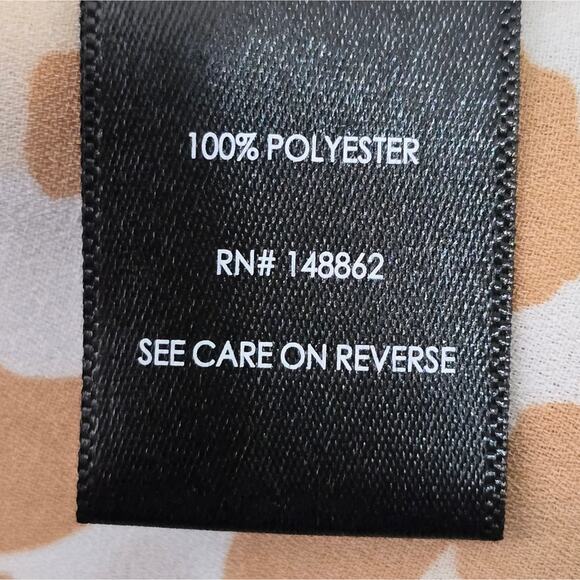 100% POLYESTER
RN# 148862
SEE CARE ON REVERSE